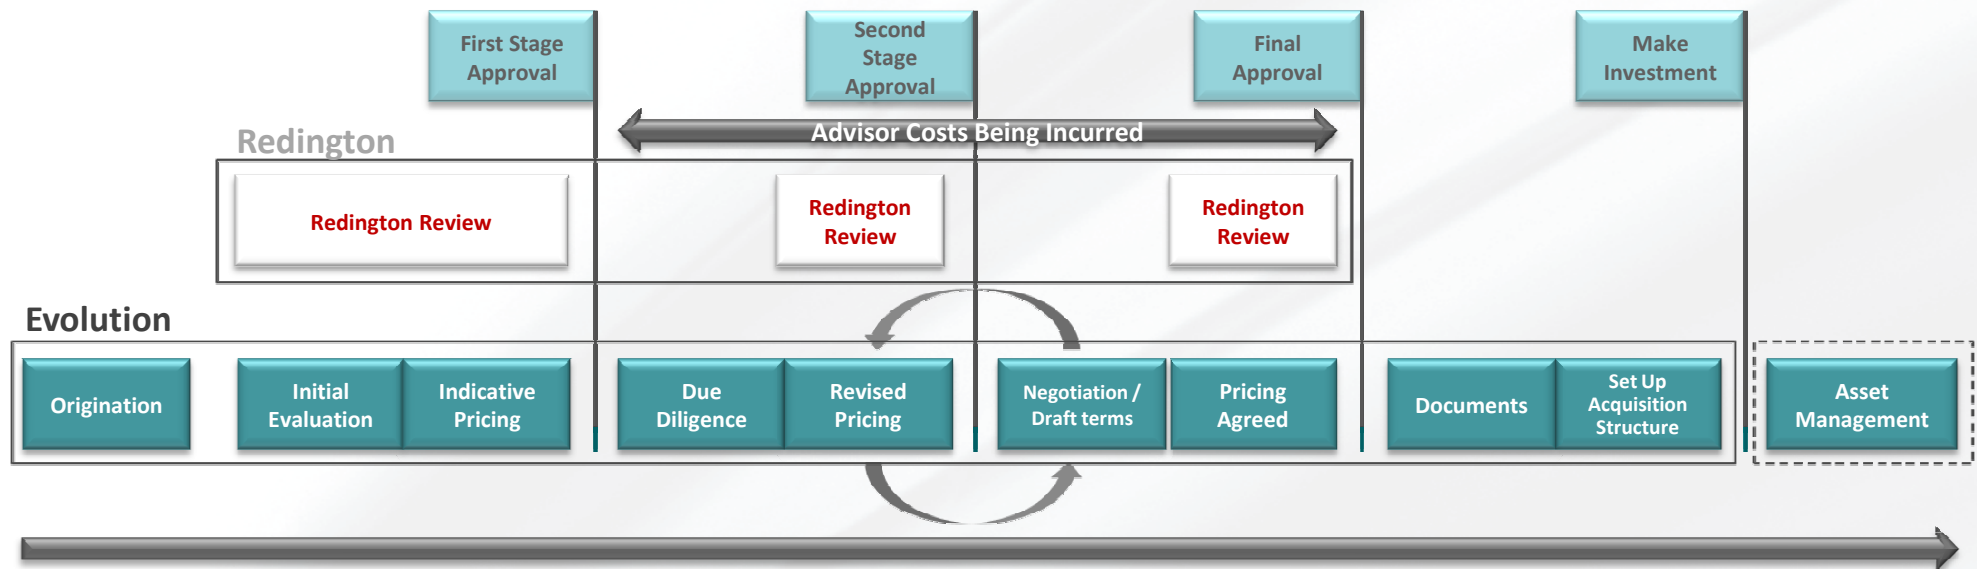 First Stage
Approval
Second
Stage
Approval
Final
Approval
Make
Investment
Advisor Costs Being Incurred
Redington
Redington Review
Redington
Review
Redington
Review
Evolution
Origination
Initial
Evaluation
Indicative
Pricing
Due
Diligence
Revised
Pricing
Negotiation /
Draft terms
Pricing
Agreed
Documents
Set Up
Acquisition
Structure
Asset
Management